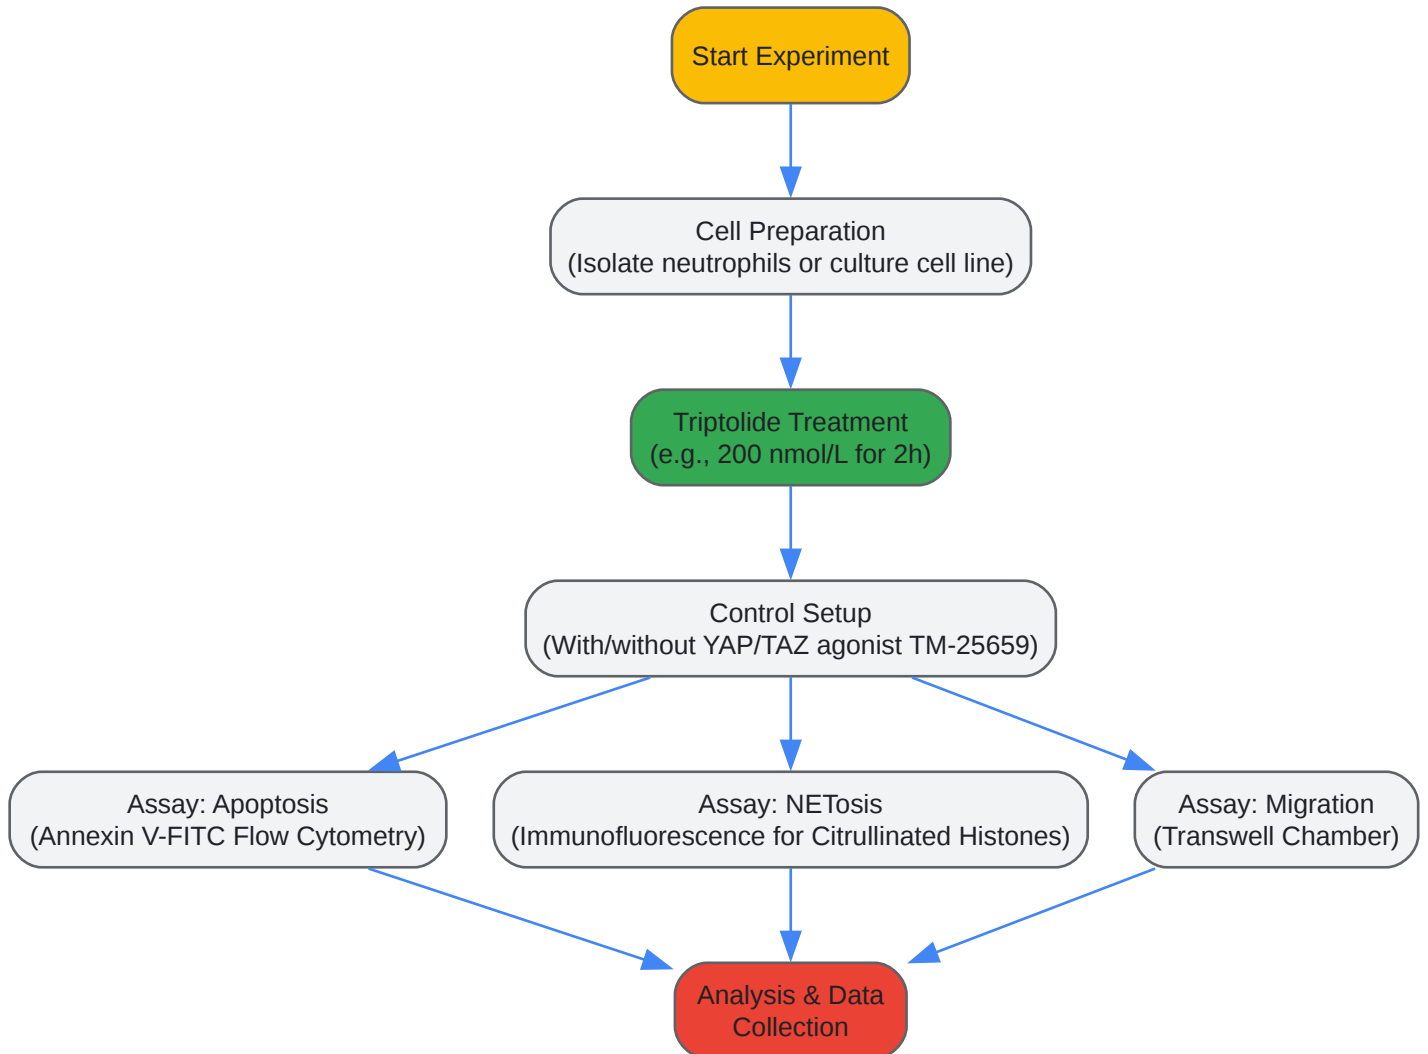 Start Experiment
Cell Preparation
(Isolate neutrophils or culture cell line)
Triptolide Treatment
(e.g., 200 nmol/L for 2h)
Control Setup
(With/without YAP/TAZ agonist TM-25659)
Assay: Apoptosis
(Annexin V-FITC Flow Cytometry)
Assay: NETosis
(Immunofluorescence for Citrullinated Histones)
Assay: Migration
(Transwell Chamber)
Analysis & Data
Collection